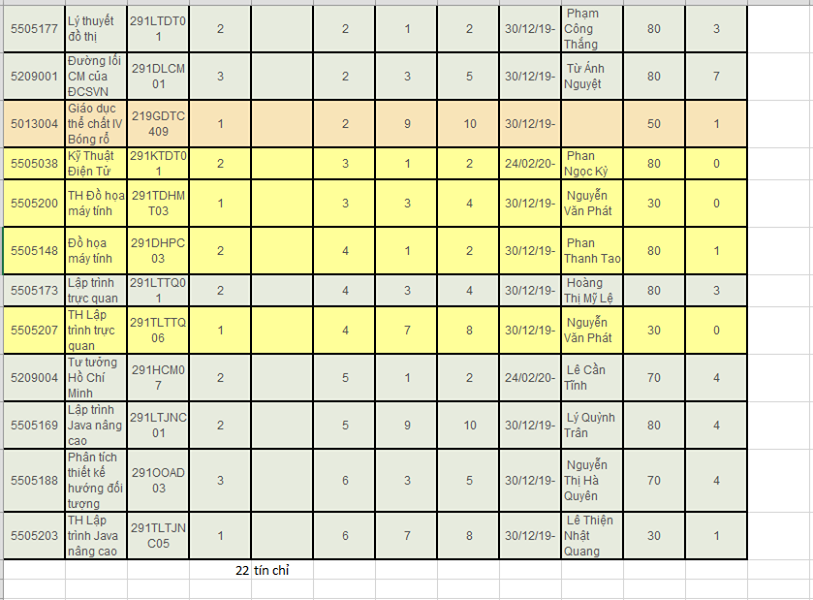 5505177 Lý thuyết đồ thị 291LTDT01 2 2 1 2 30/12/19- Phạm Công Thắng 80 3
5209001 Đường lối CM của ĐCSVN 291DLCM01 3 2 3 5 30/12/19- Từ Ánh Nguyệt 80 7
5013004 Giáo dục thể chất IV Bóng rổ 219GDTC409 1 2 9 10 30/12/19- 50 1
5505038 Kỹ Thuật Điện Tử 291KTDT01 2 3 1 2 24/02/20- Phan Ngọc Kỳ 80 0
5505200 TH Đồ họa máy tính 291TDHMT03 1 3 3 4 30/12/19- Nguyễn Văn Phát 30 0
5505148 Đồ họa máy tính 291DHPC03 2 4 1 2 30/12/19- Phan Thanh Tao 80 1
5505173 Lập trình trực quan 291LTTQ01 2 4 3 4 30/12/19- Hoàng Thị Mỹ Lệ 80 3
5505207 TH Lập trình trực quan 291TLTTQ06 1 4 7 8 30/12/19- Nguyễn Văn Phát 30 0
5209004 Tư tưởng Hồ Chí Minh 291HCM07 2 5 1 2 24/02/20- Lê Cần Tĩnh 70 4
5505169 Lập trình Java nâng cao 291LTJNC01 2 5 9 10 30/12/19- Lý Quỳnh Trân 80 4
5505188 Phân tích thiết kế hướng đối tượng 291OOAD03 3 6 3 5 30/12/19- Nguyễn Thị Hà Quyên 70 4
5505203 TH Lập trình Java nâng cao 291TLTJNC05 1 6 7 8 30/12/19- Lê Thiện Nhật Quang 30 1
22 tín chỉ